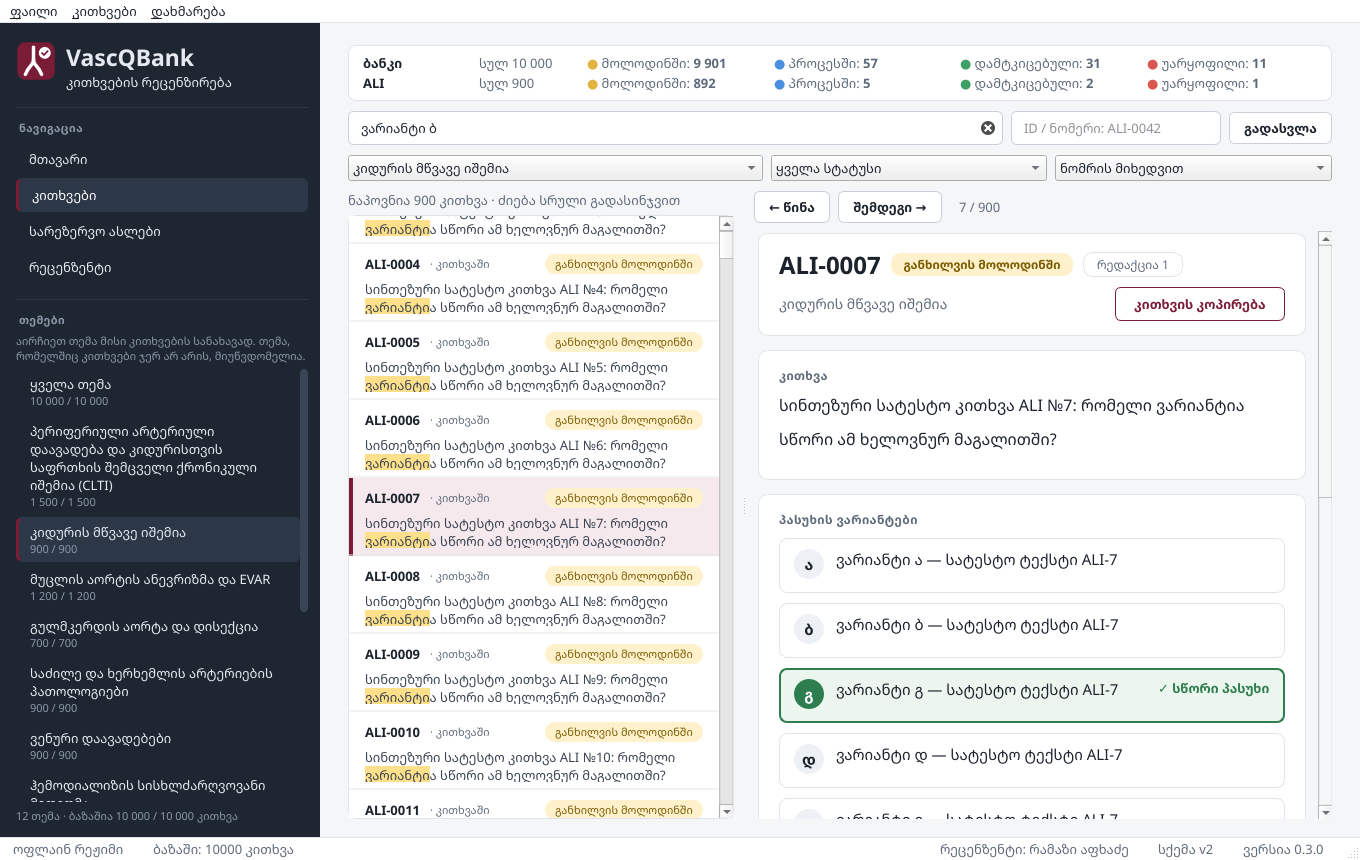 ფაილი კითხვები დახმარება
VascQBank
კითხვების რეცენზირება
ნავიგაცია
მთავარი
კითხვები
სარეზერვო ასლები
რეცენზენტი
თემები
აირჩიეთ თემა მისი კითხვების სანახავად. თემა,
რომელშიც კითხვები ჯერ არ არის, მიუწვდომელია.
ყველა თემა
10 000 / 10 000
პერიფერიული არტერიული
დაავადება და კიდურისთვის
საფრთხის შემცველი ქრონიკული
იშემია (CLTI)
1 500 / 1 500
კიდურის მწვავე იშემია
900 / 900
მუცლის აორტის ანევრიზმა და EVAR
1 200 / 1 200
გულმკერდის აორტა და დისექცია
700 / 700
საძილე და ხერხემლის არტერიების
პათოლოგიები
900 / 900
ვენური დაავადებები
900 / 900
ჰემოდიალიზის სისხლძარღვოვანი
12 თემა · ბაზაშია 10 000 / 10 000 კითხვა
ბანკი სულ 10 000 მოლოდინში: 9 901 პროცესში: 57 დამტკიცებული: 31 უარყოფილი: 11
ALI სულ 900 მოლოდინში: 892 პროცესში: 5 დამტკიცებული: 2 უარყოფილი: 1
ვარიანტი ბ ID / ნომერი: ALI-0042 გადასვლა
კიდურის მწვავე იშემია ყველა სტატუსი ნომრის მიხედვით
ნაპოვნია 900 კითხვა · ძიება სრული გადასინჯვით
ვარიანტია სწორი ამ ხელოვნურ მაგალითში?
ALI-0004 · კითხვაში განხილვის მოლოდინში
სინთეზური სატესტო კითხვა ALI №4: რომელი
ვარიანტია სწორი ამ ხელოვნურ მაგალითში?
ALI-0005 განხილვის მოლოდინში
სინთეზური სატესტო კითხვა ALI №5: რომელი
ვარიანტია სწორი ამ ხელოვნურ მაგალითში?
ALI-0006 · კითხვაში განხილვის მოლოდინში
სინთეზური სატესტო კითხვა ALI №6: რომელი
ვარიანტია სწორი ამ ხელოვნურ მაგალითში?
ALI-0007 · კითხვაში განხილვის მოლოდინში
სინთეზური სატესტო კითხვა ALI №7: რომელი
ვარიანტია სწორი ამ ხელოვნურ მაგალითში?
ALI-0008 · კითხვაში განხილვის მოლოდინში
სინთეზური სატესტო კითხვა ALI №8: რომელი
ვარიანტია სწორი ამ ხელოვნურ მაგალითში?
ALI-0009 · კითხვაში განხილვის მოლოდინში
სინთეზური სატესტო კითხვა ALI №9: რომელი
ვარიანტია სწორი ამ ხელოვნურ მაგალითში?
ALI-0010 · კითხვაში განხილვის მოლოდინში
სინთეზური სატესტო კითხვა ALI №10: რომელი
ვარიანტია სწორი ამ ხელოვნურ მაგალითში?
ALI-0011 · კითხვაში განხილვის მოლოდინში
← წინა შემდეგი → 7 / 900
ALI-0007 განხილვის მოლოდინში რედაქცია 1
კიდურის მწვავე იშემია კითხვის კოპირება
კითხვა
სინთეზური სატესტო კითხვა ALI №7: რომელი ვარიანტია
სწორი ამ ხელოვნურ მაგალითში?
პასუხის ვარიანტები
ა ვარიანტი ა — სატესტო ტექსტი ALI-7
ბ ვარიანტი ბ — სატესტო ტექსტი ALI-7
გ ვარიანტი გ — სატესტო ტექსტი ALI-7 ✓ სწორი პასუხი
დ ვარიანტი დ — სატესტო ტექსტი ALI-7
ოფლაინ რეჟიმი ბაზაში: 10000 კითხვა რეცენზენტი: რამაზი აფხაძე სქემა v2 ვერსია 0.3.0